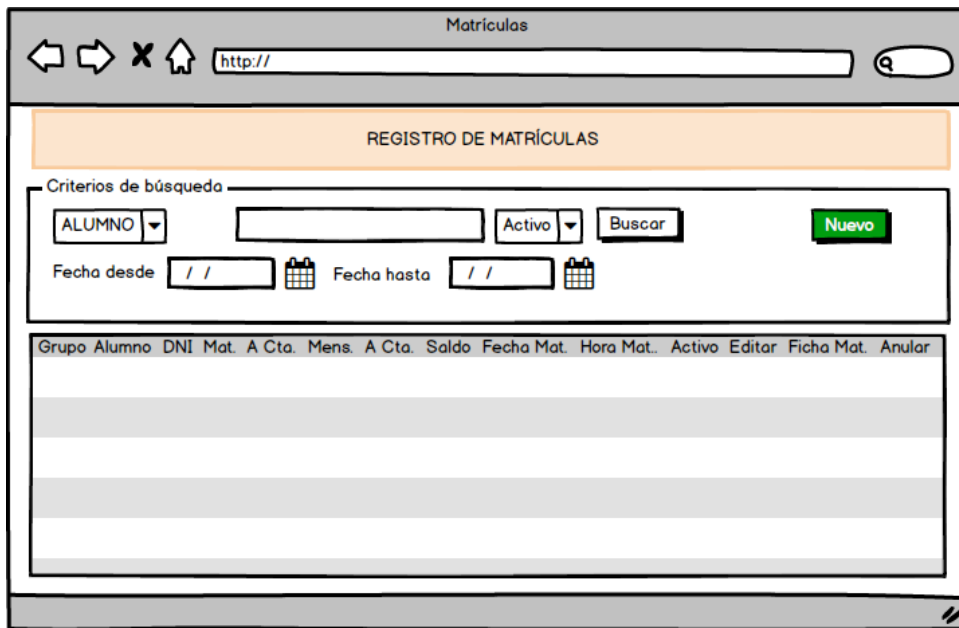 Matrículas
http://
REGISTRO DE MATRÍCULAS
Criterios de búsqueda
ALUMNO Activo Buscar Nuevo
Fecha desde / / Fecha hasta / /
Grupo Alumno DNI Mat. A Cta. Mens. A Cta. Saldo Fecha Mat. Hora Mat.. Activo Editar Ficha Mat. Anular